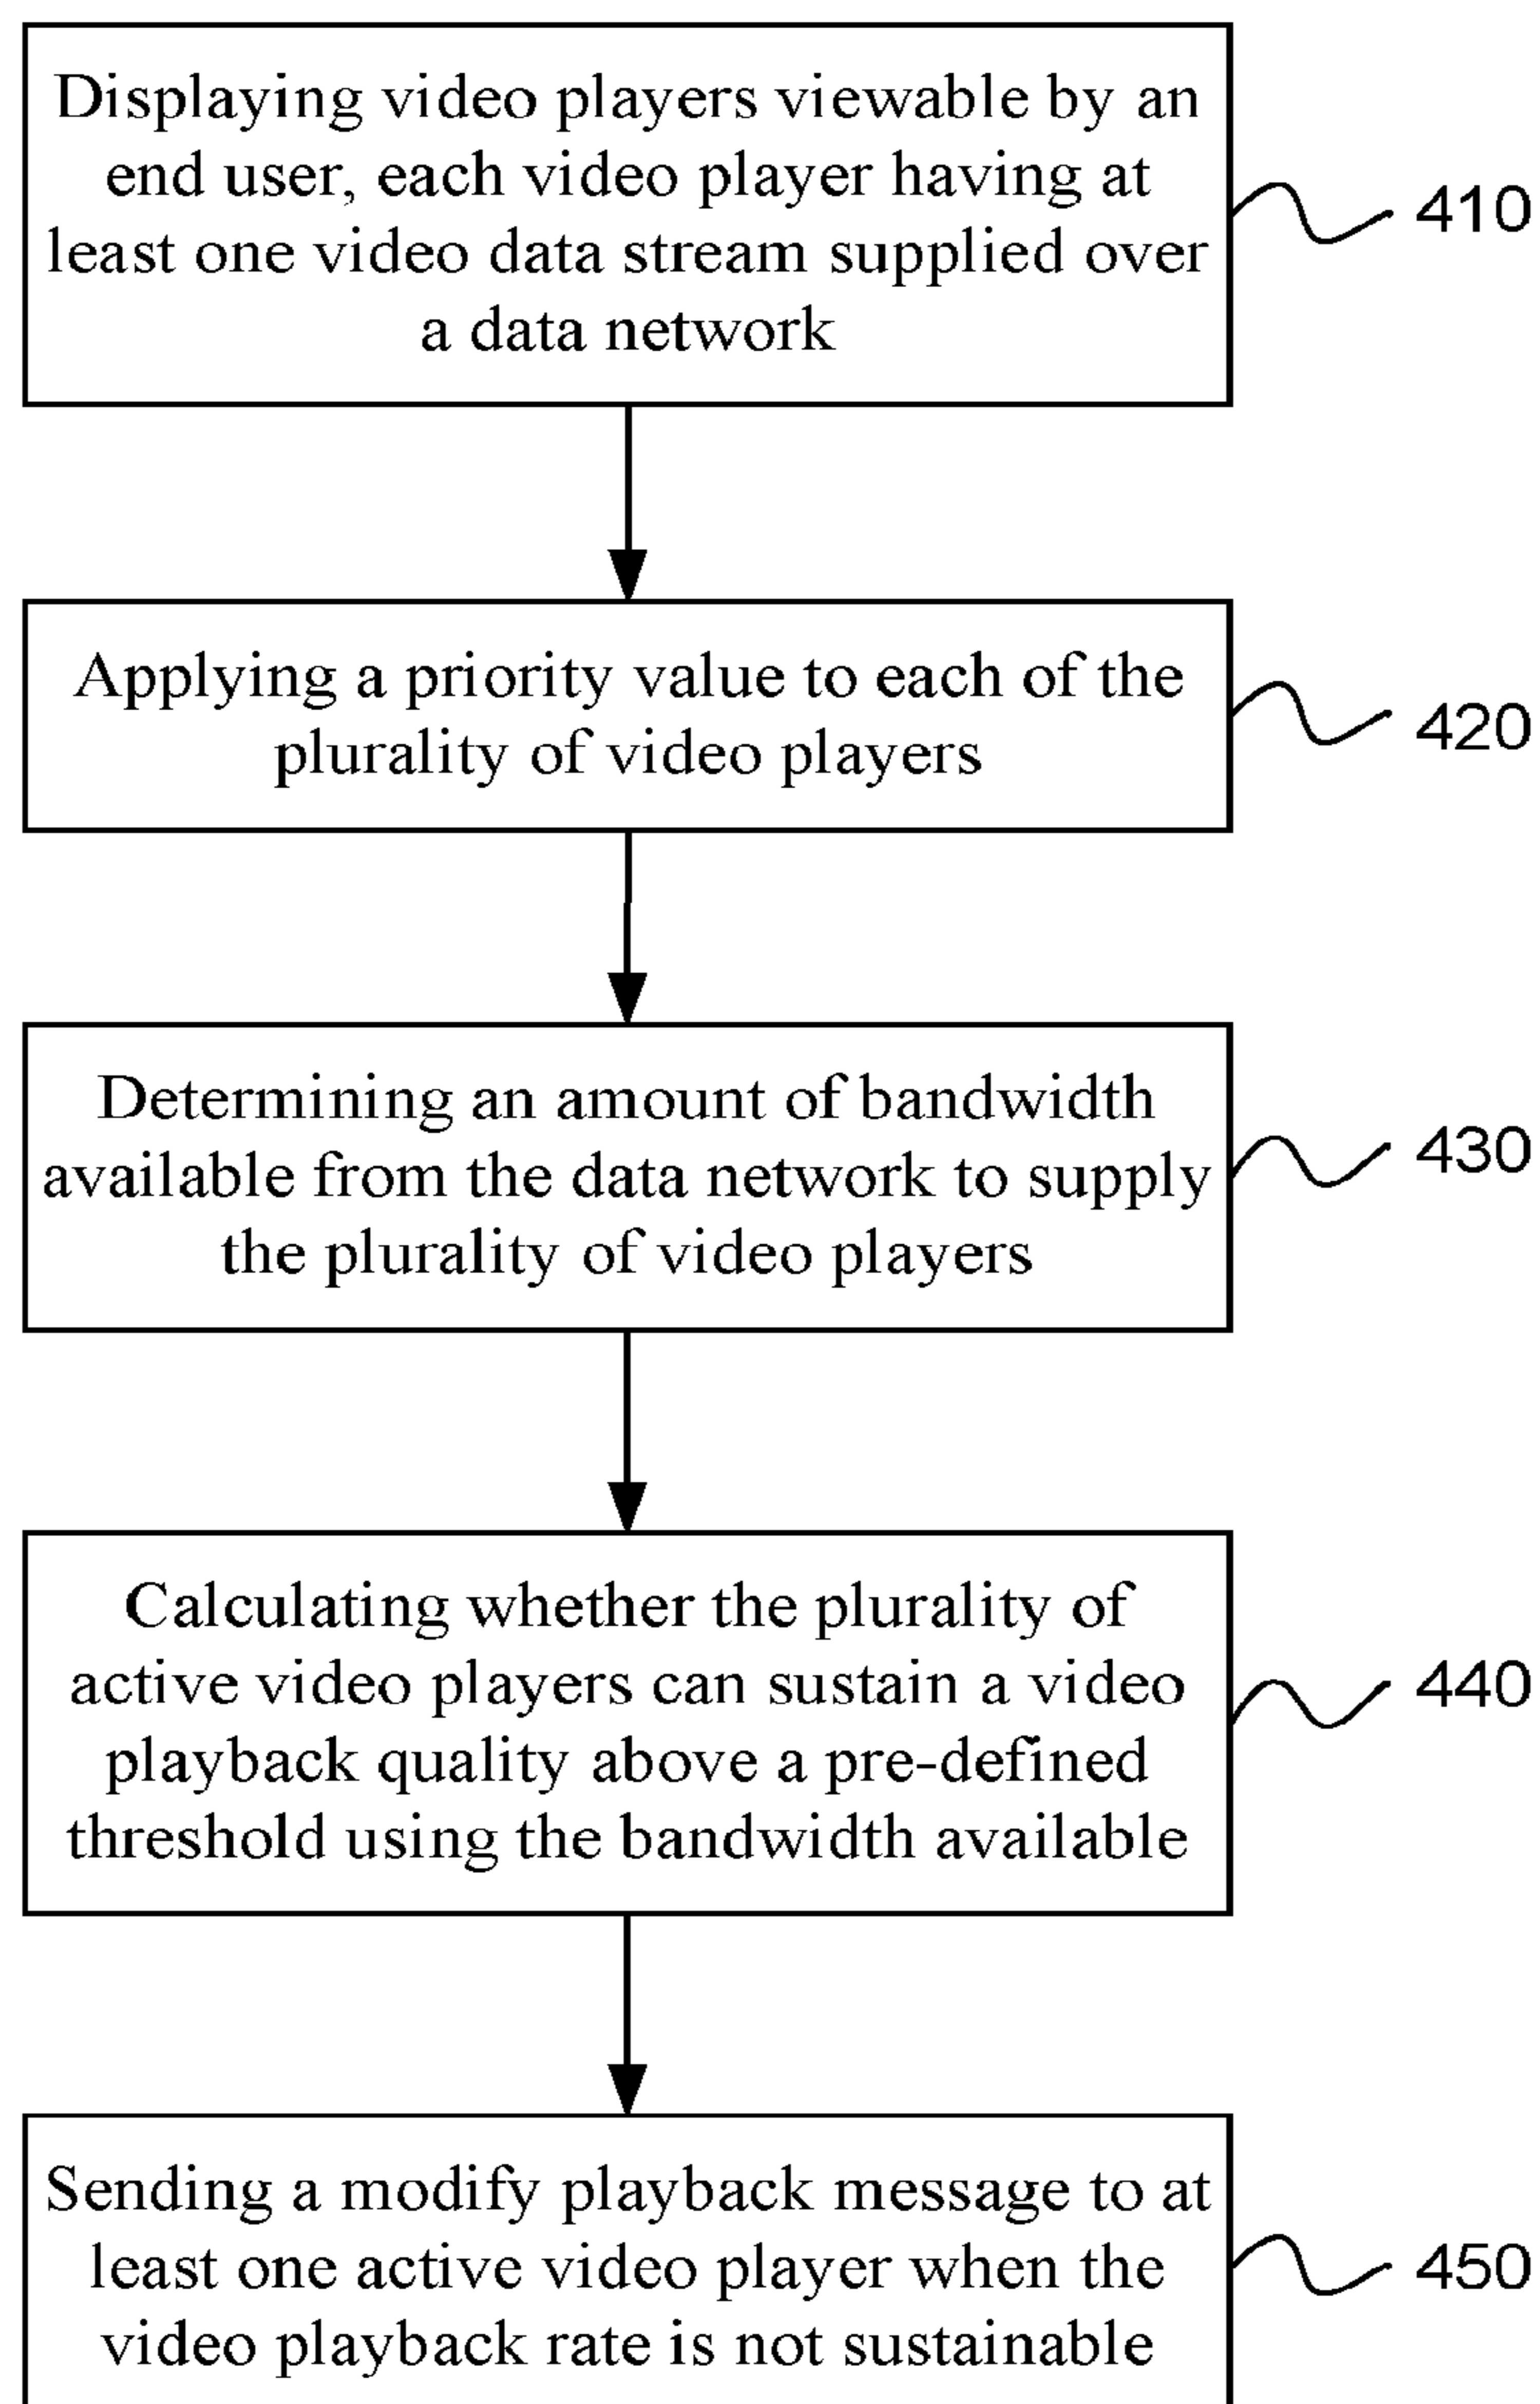 Displaying video players viewable by an
end user, each video player having at
least one video data stream supplied over
a data network
410
Applying a priority value to each of the
plurality of video players
420
Determining an amount of bandwidth
available from the data network to supply
the plurality of video players
430
Calculating whether the plurality of
active video players can sustain a video
playback quality above a pre-defined
threshold using the bandwidth available
440
Sending a modify playback message to at
least one active video player when the
video playback rate is not sustainable
450